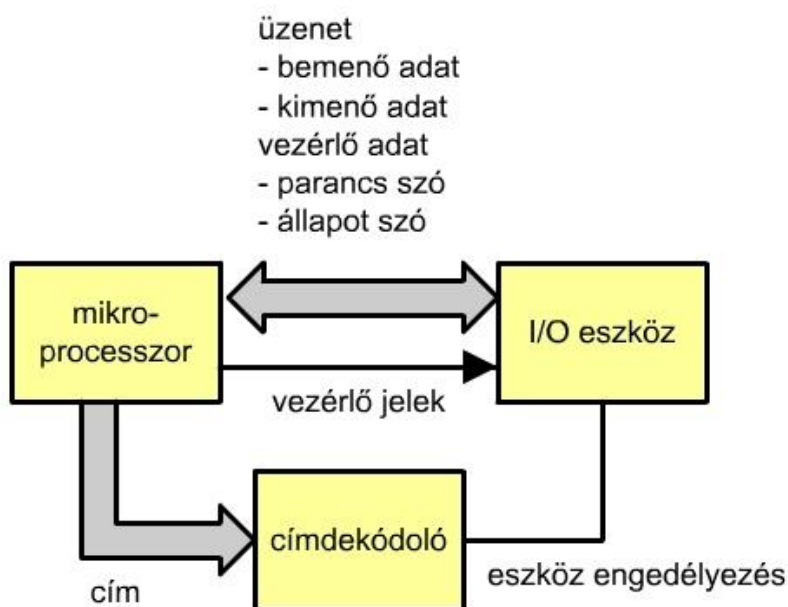 üzenet
- bemenő adat
- kimenő adat
vezérlő adat
- parancs szó
- állapot szó
mikro-
processzor
I/O eszköz
vezérlő jelek
címdekódoló
eszköz engedélyezés
cím